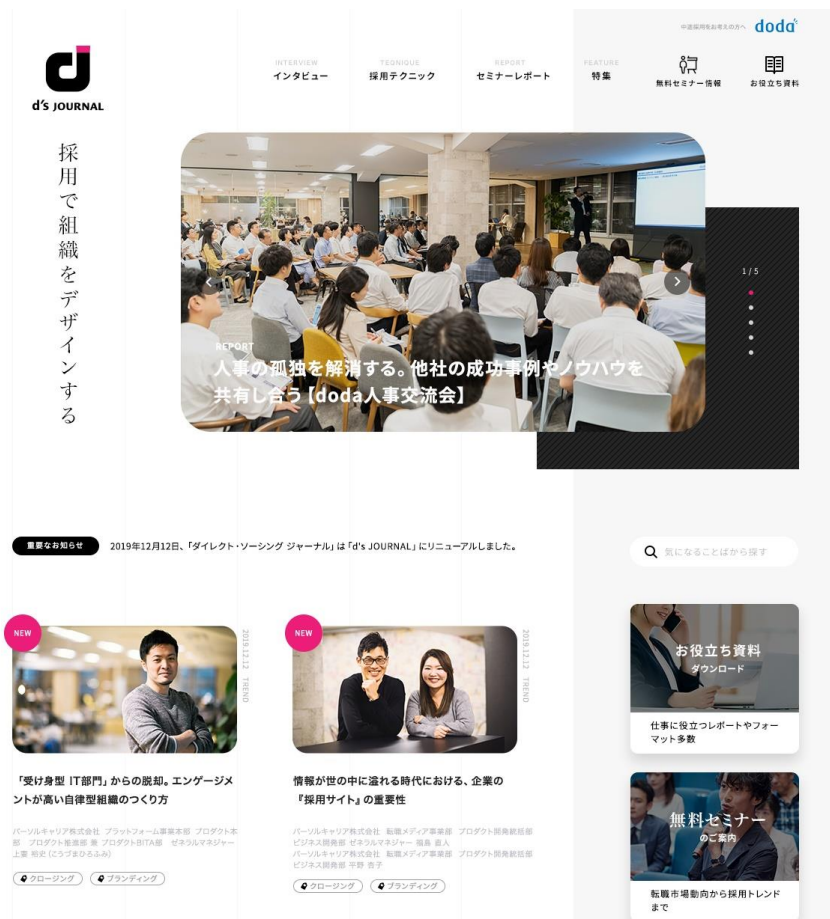 中途採用をお考えの方へ doda
d's JOURNAL
INTERVIEW
インタビュー
TEQNIQUE
採用テクニック
REPORT
セミナーレポート
FEATURE
特集
無料セミナー情報
お役立ち資料
採用で組織をデザインする
REPORT
人事の孤独を解消する。他社の成功事例やノウハウを
共有し合う【doda人事交流会】
1 / 5
重要なお知らせ
2019年12月12日、「ダイレクト・ソーシング ジャーナル」は「d's JOURNAL」にリニューアルしました。
気になることばから探す
NEW
2019.12.12 TREND
「受け身型 IT部門」からの脱却。エンゲージメ
ントが高い自律型組織のつくり方
パーソルキャリア株式会社 プラットフォーム事業本部 プロダクト本
部 プロダクト推進部 兼 プロダクトBITA部 ゼネラルマネジャー
上宴 裕史（こうづまひろふみ）
クロージング
ブランディング
NEW
2019.12.12 TREND
情報が世の中に溢れる時代における、企業の
『採用サイト』の重要性
パーソルキャリア株式会社 転職メディア事業部 プロダクト開発統括部
ビジネス開発部 ゼネラルマネジャー 福島 直人
パーソルキャリア株式会社 転職メディア事業部 プロダクト開発統括部
ビジネス開発部 平野 杏子
クロージング
ブランディング
お役立ち資料
ダウンロード
仕事に役立つレポートやフォー
マット多数
無料セミナー
のご案内
転職市場動向から採用トレンド
まで